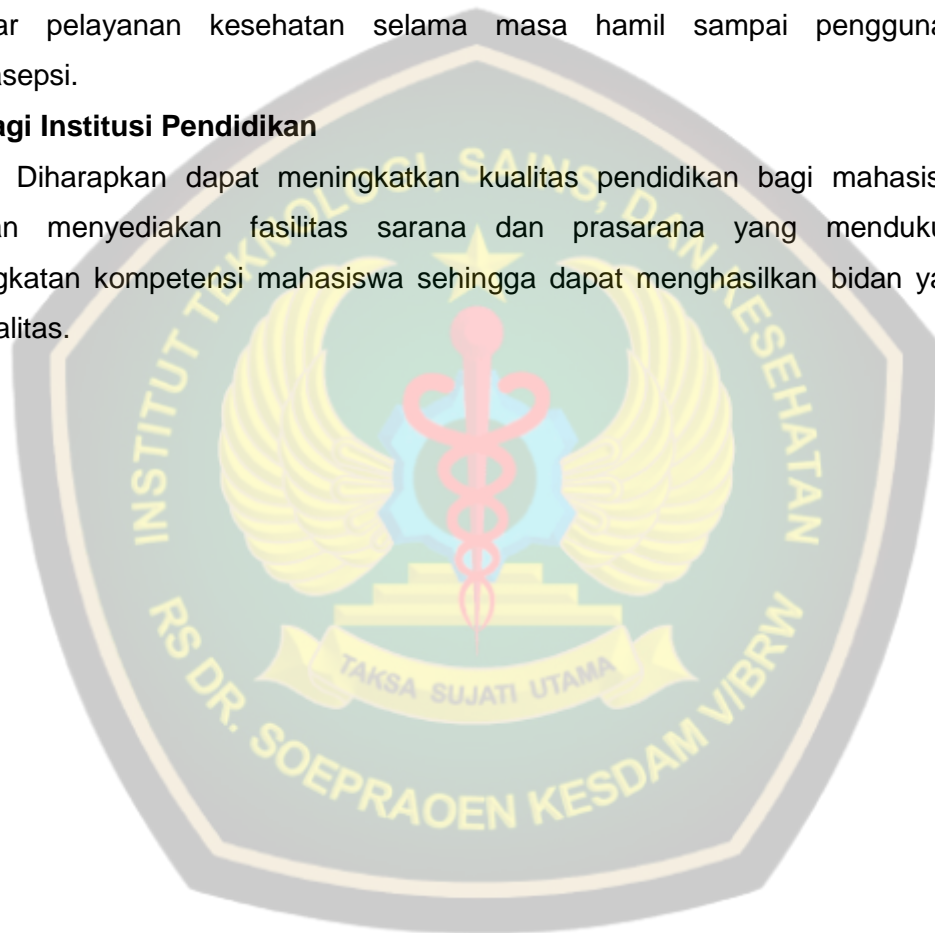 ar pelayanan kesehatan selama masa hamil sampai pengguna
asepsi.
agi Institusi Pendidikan
Diharapkan dapat meningkatkan kualitas pendidikan bagi mahasis
an menyediakan fasilitas sarana dan prasarana yang menduku
gkatan kompetensi mahasiswa sehingga dapat menghasilkan bidan ya
alitas.
INSTITUT TEKNOLOGI, SAINS, DAN KESEHATAN
TAKSA SUJATI UTAMA
RS DR. SOEPRAOEN KESDAM V/BRW